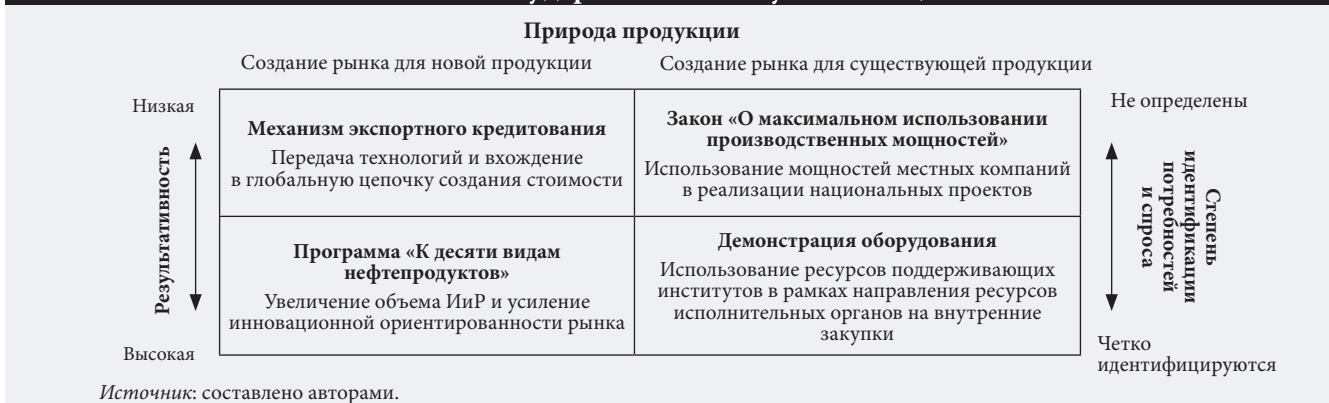 Природа продукции
Создание рынка для новой продукции
Создание рынка для существующей продукции
Низкая
Результативность
Высокая
Механизм экспортного кредитования
Передача технологий и вхождение
в глобальную цепочку создания стоимости
Закон «О максимальном использовании
производственных мощностей»
Использование мощностей местных компаний
в реализации национальных проектов
Программа «К десяти видам
нефтепродуктов»
Увеличение объема ИиР и усиление
инновационной ориентированности рынка
Демонстрация оборудования
Использование ресурсов поддерживающих
институтов в рамках направления ресурсов
исполнительных органов на внутренние
закупки
Не определены
Степень
идентификации
потребностей
и спроса
Четко
идентифицируются
Источник: составлено авторами.